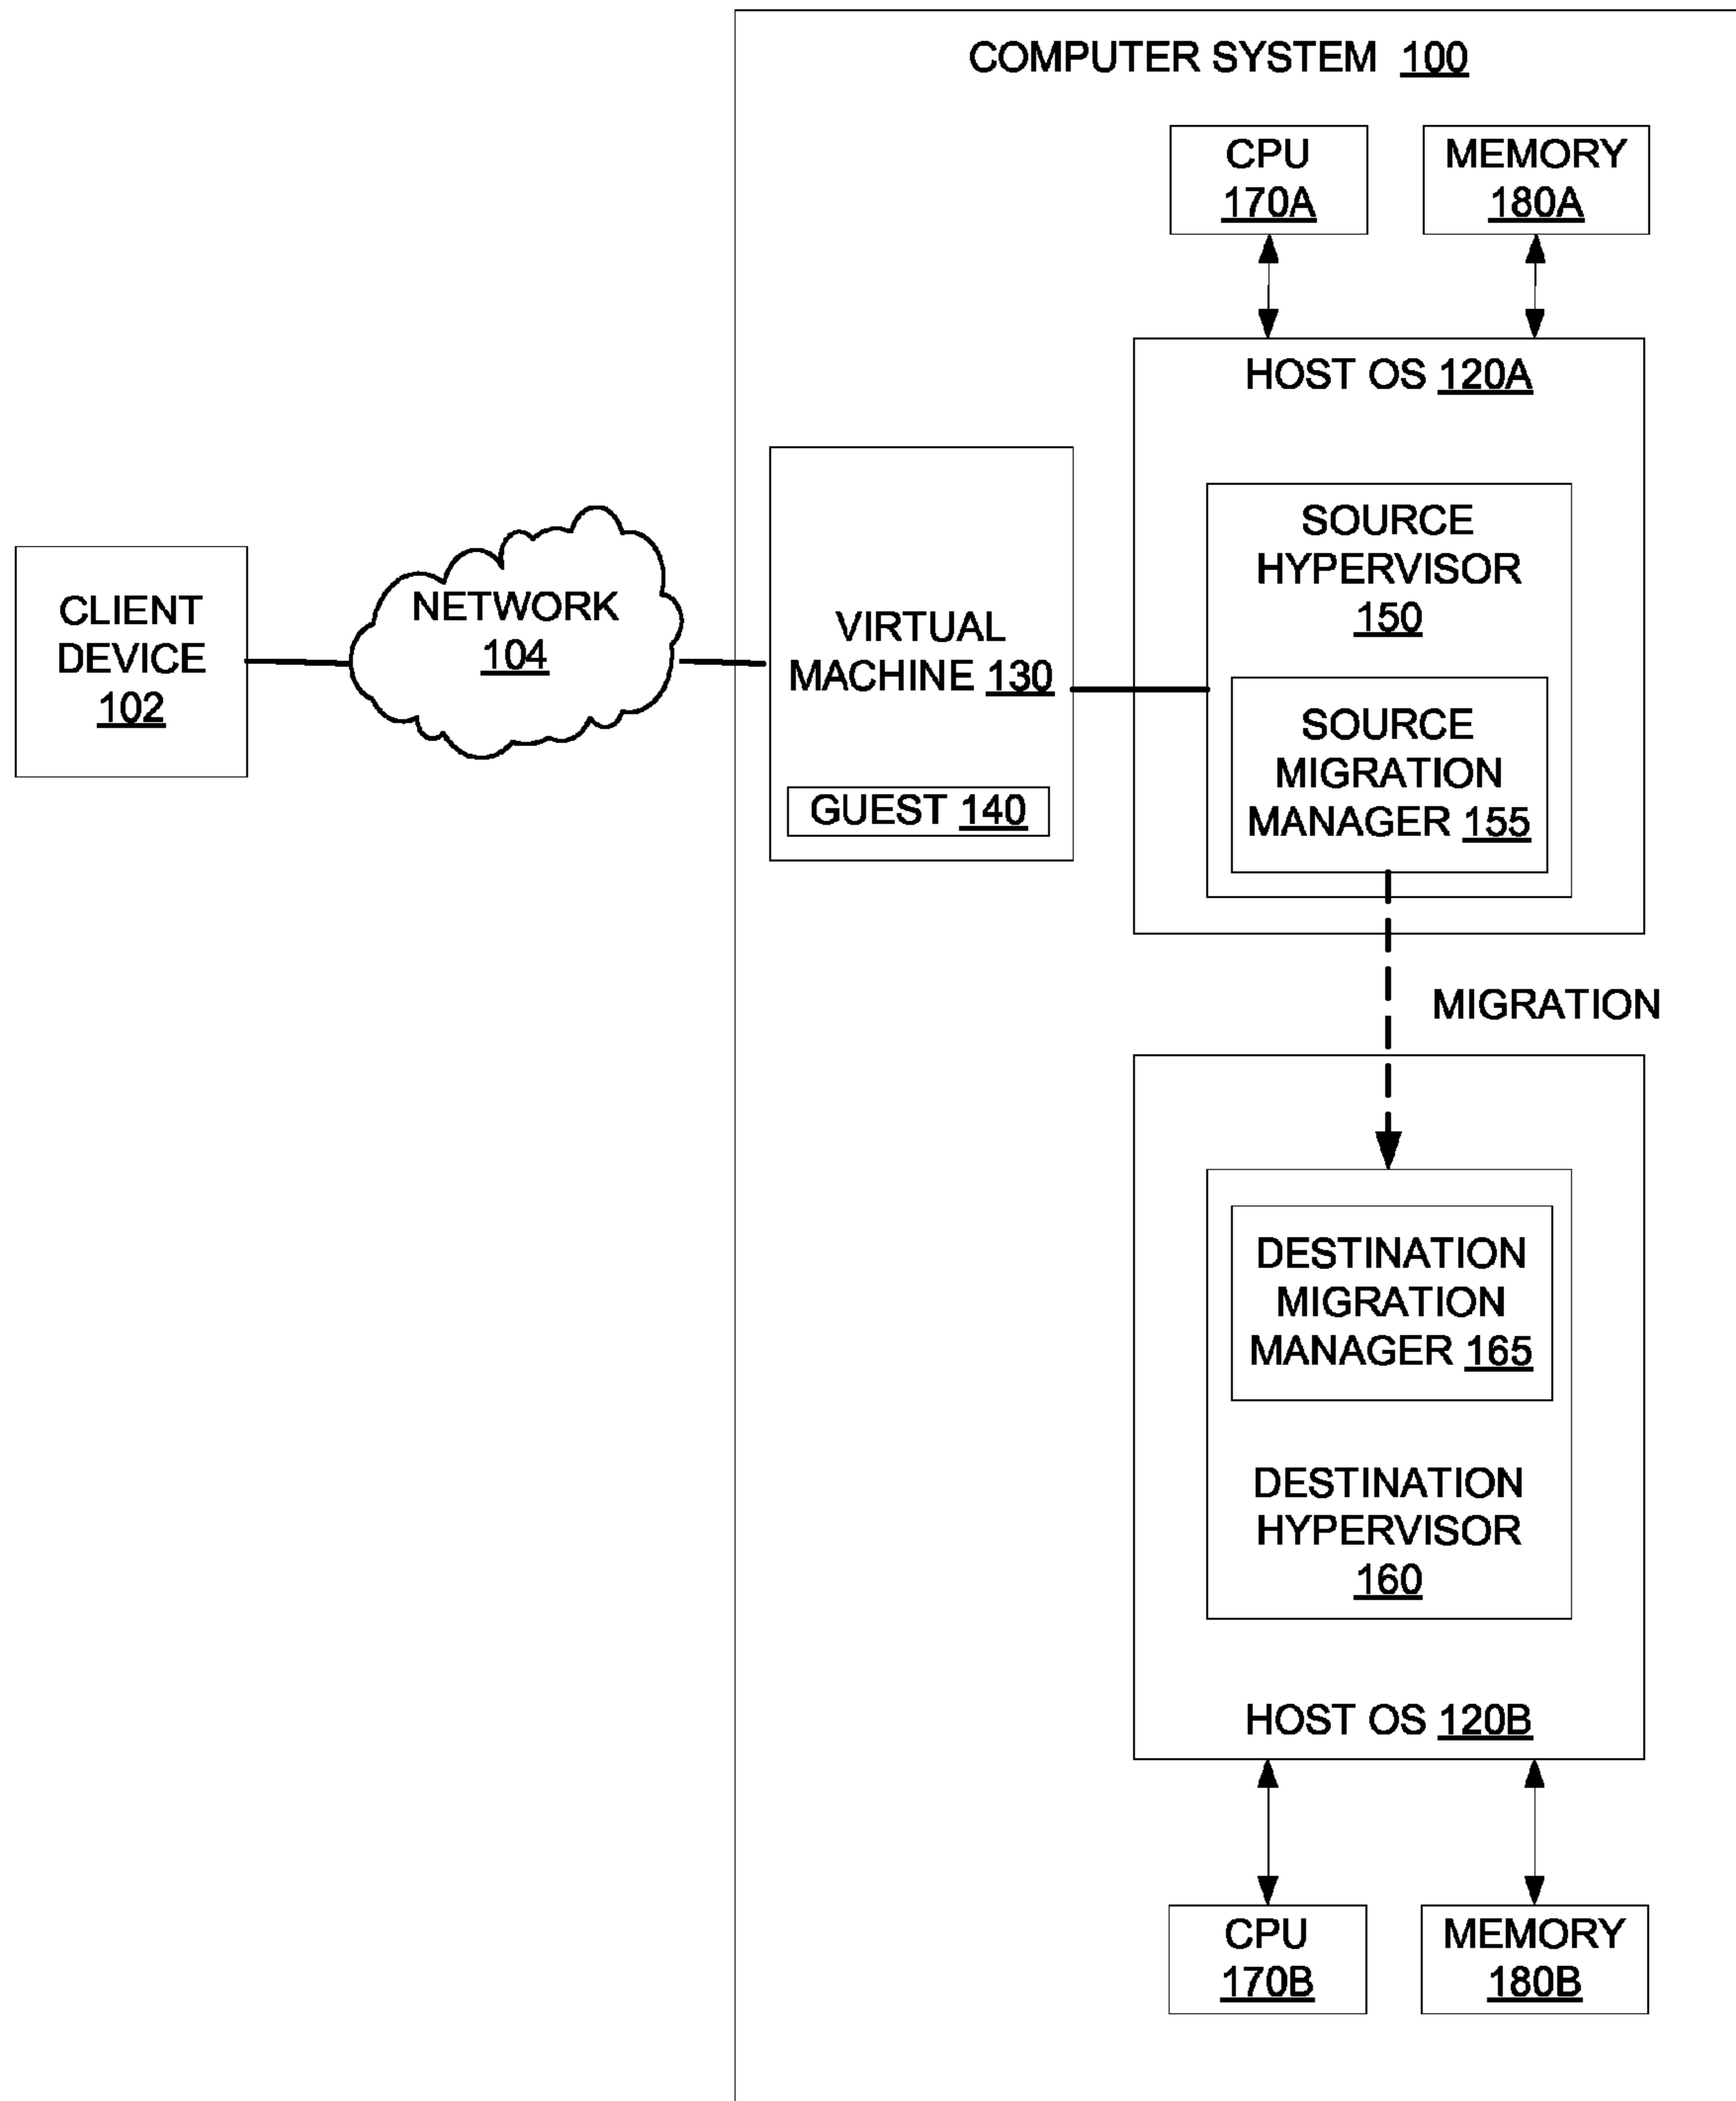 COMPUTER SYSTEM 100
CPU
170A
MEMORY
180A
HOST OS 120A
SOURCE
HYPERVISOR
150
SOURCE
MIGRATION
MANAGER 155
CLIENT
DEVICE
102
NETWORK
104
VIRTUAL
MACHINE 130
GUEST 140
MIGRATION
DESTINATION
MIGRATION
MANAGER 165
DESTINATION
HYPERVISOR
160
HOST OS 120B
CPU
170B
MEMORY
180B